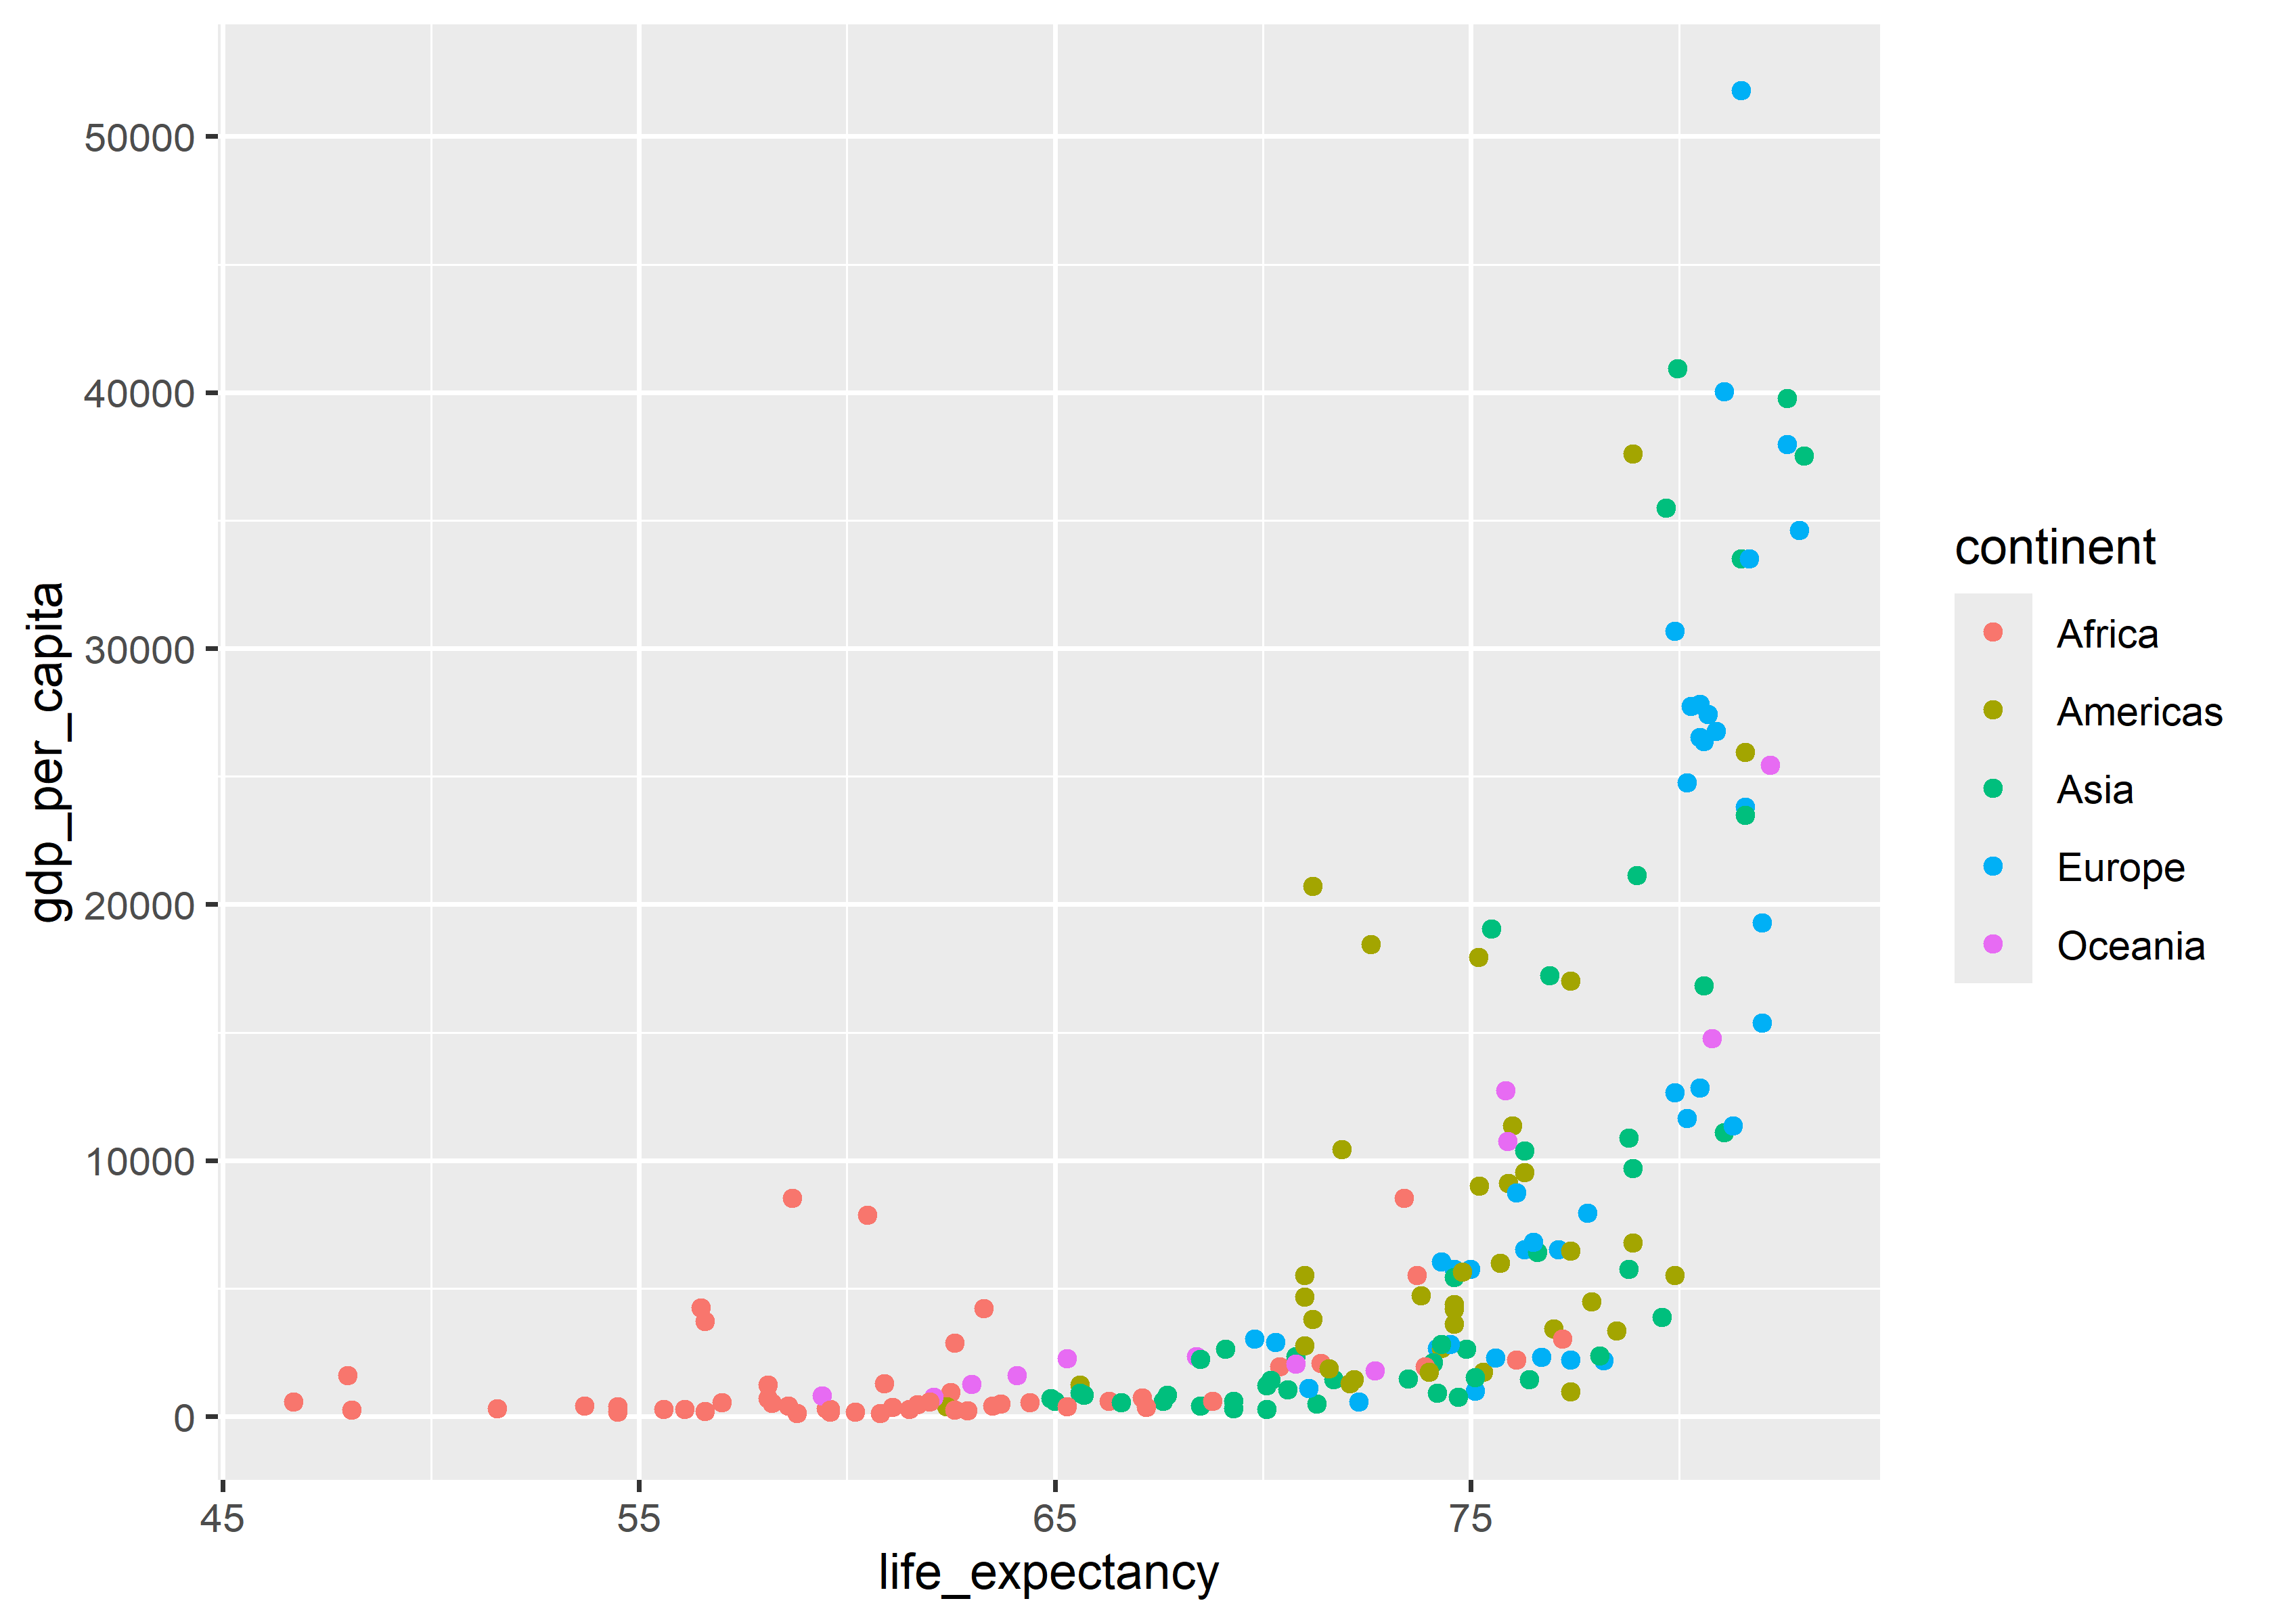 50000
40000
30000
20000
10000
0
gdp_per_capita
45 55 65 75
life_expectancy
continent
Africa
Americas
Asia
Europe
Oceania